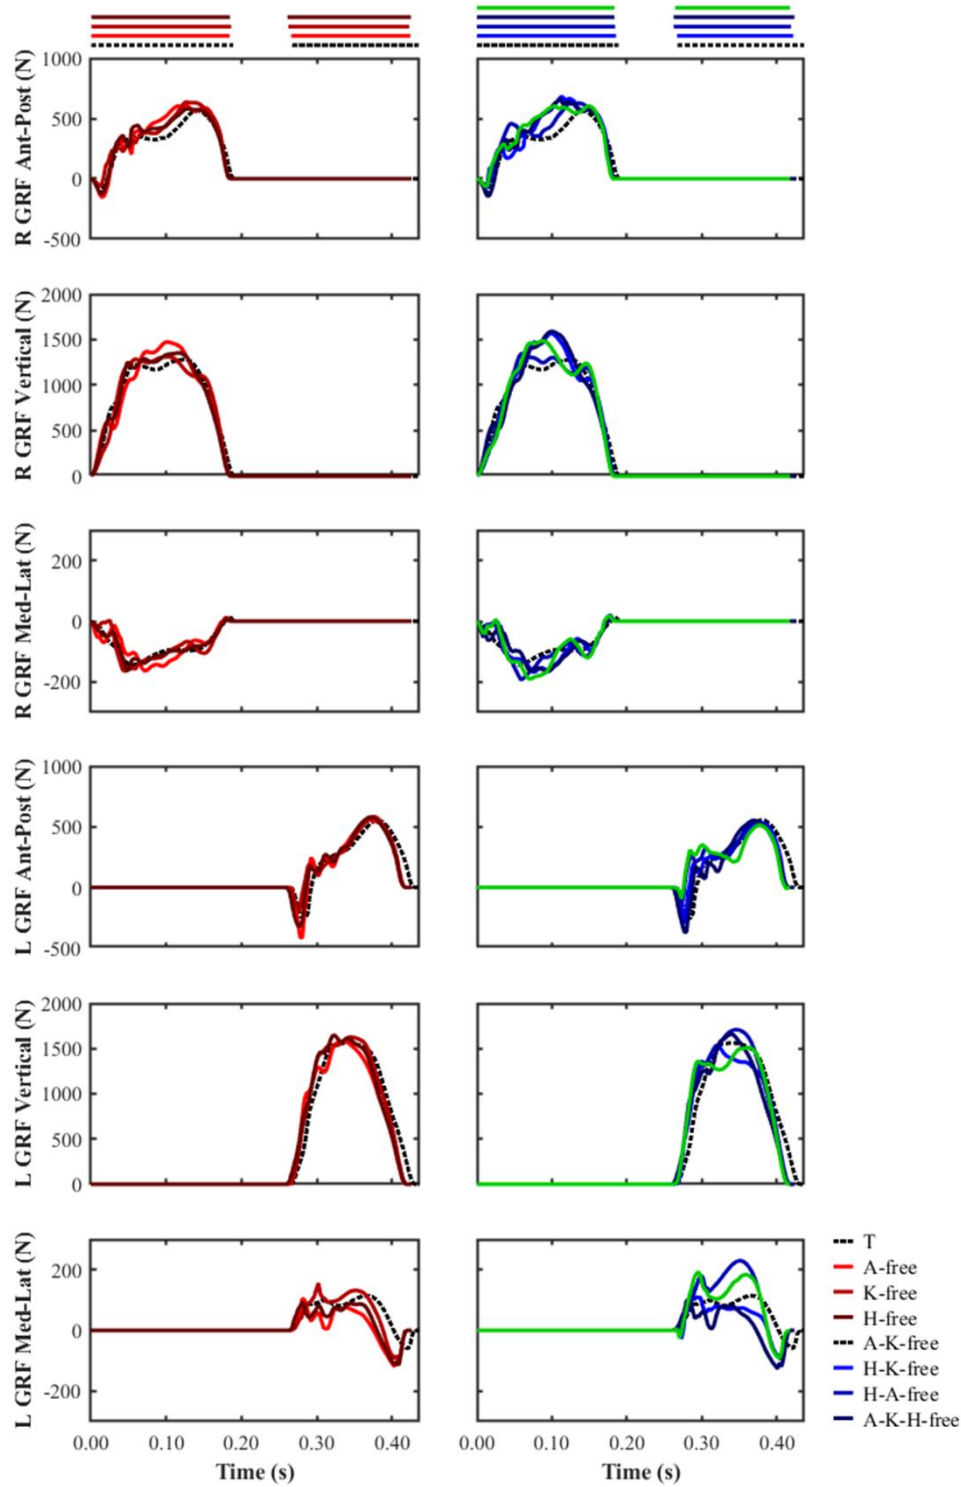 R GRF Ant-Post (N)
1000
500
0
-500
R GRF Vertical (N)
2000
1500
1000
500
0
R GRF Med-Lat (N)
200
0
-200
L GRF Ant-Post (N)
1000
500
0
-500
L GRF Vertical (N)
2000
1500
1000
500
0
L GRF Med-Lat (N)
200
0
-200
0.00 0.10 0.20 0.30 0.40
Time (s)
0.00 0.10 0.20 0.30 0.40
Time (s)
T
A-free
K-free
H-free
A-K-free
H-K-free
H-A-free
A-K-H-free